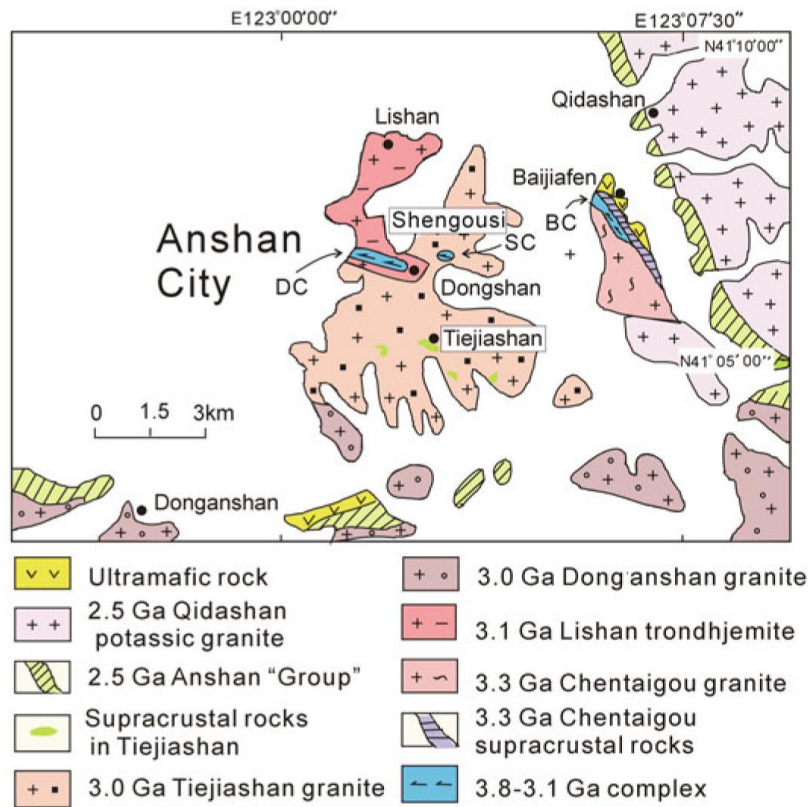 E123°00′00″
E123°07′30″
N41°10′00″
Qidashan
Lishan
Baijiafen
Shengousi
BC
SC
Anshan
City
DC
Dongshan
Tiejiashan
N41°05′00″
0 1.5 3km
Donganshan
Ultramafic rock
2.5 Ga Qidashan
potassic granite
2.5 Ga Anshan “Group”
Supracrustal rocks
in Tiejiashan
3.0 Ga Tiejiashan granite
3.0 Ga Dong'anshan granite
3.1 Ga Lishan trondhjemite
3.3 Ga Chentaigou granite
3.3 Ga Chentaigou
supracrustal rocks
3.8-3.1 Ga complex